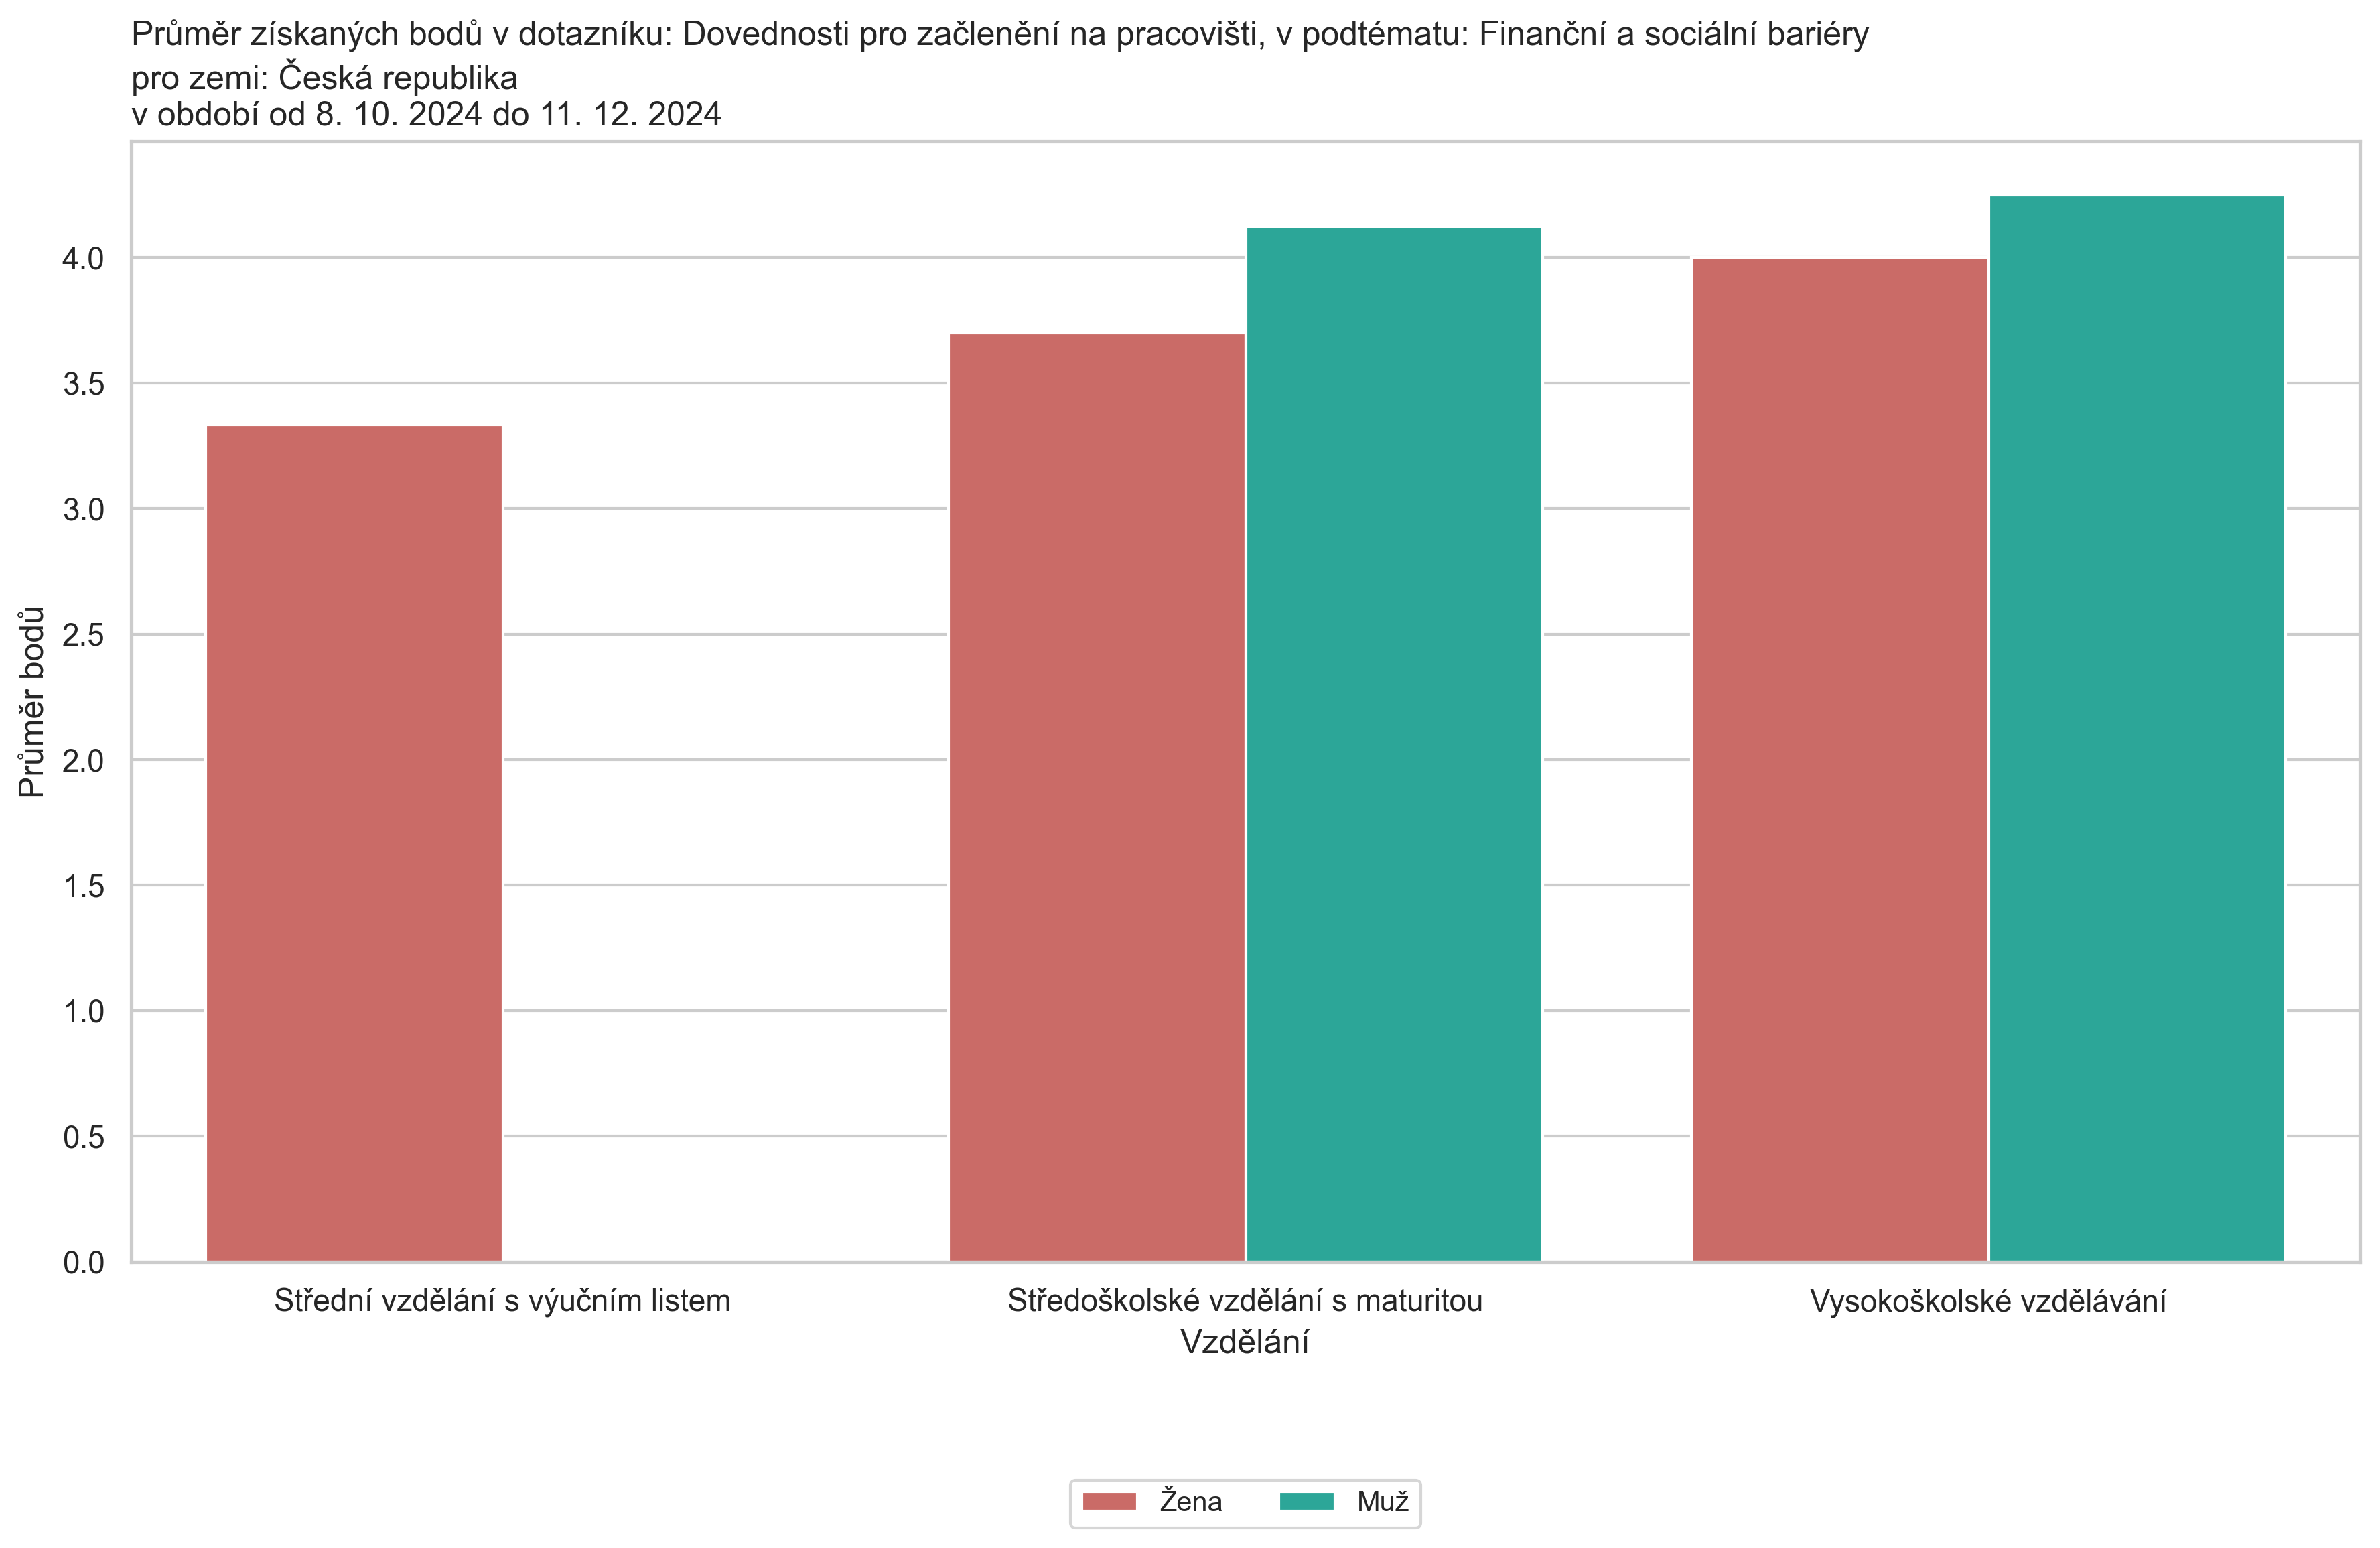 Průměr získaných bodů v dotazníku: Dovednosti pro začlenění na pracovišti, v podtématu: Finanční a sociální bariéry
pro zemi: Česká republika
v období od 8. 10. 2024 do 11. 12. 2024
Průměr bodů
4.0
3.5
3.0
2.5
2.0
1.5
1.0
0.5
0.0
Střední vzdělání s výučním listem
Středoškolské vzdělání s maturitou
Vysokoškolské vzdělávání
Vzdělání
Žena
Muž